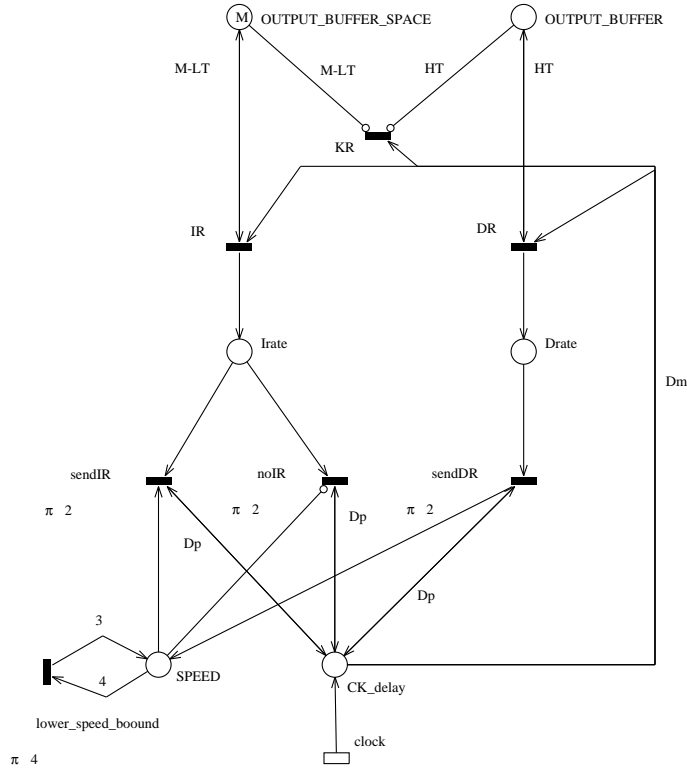 M OUTPUT_BUFFER_SPACE OUTPUT_BUFFER
M-LT M-LT HT HT
KR
IR DR
Irate Drate
Dm
sendIR noIR sendDR
π 2 π 2 π 2
Dp Dp
Dp
3
4 SPEED CK_delay
lower_speed_boound
clock
π 4